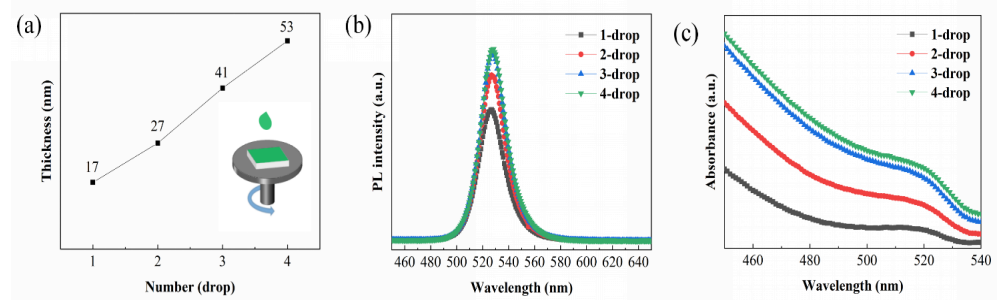 (a)
53
41
27
17
Thickness (nm)
1 2 3 4
Number (drop)
(b)
1-drop
2-drop
3-drop
4-drop
PL intensity (a.u.)
460 480 500 520 540 560 580 600 620 640
Wavelength (nm)
(c)
1-drop
2-drop
3-drop
4-drop
Absorbance (a.u.)
460 480 500 520 540
Wavelength (nm)